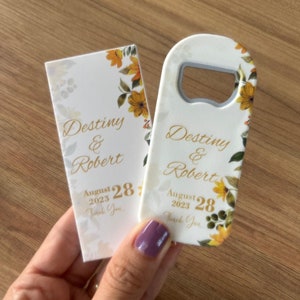 Destiny
&
Robert
August 28
2023
Thank You...
Destiny
&
Robert
August 28
2023
Thank You...